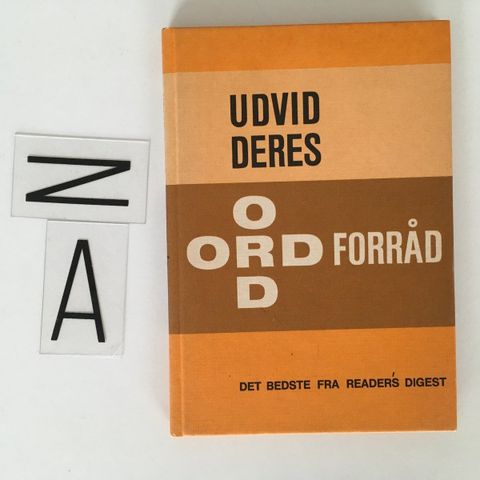 UDVID
DERES
O
ORD FORRÅD
D
DET BEDSTE FRA READER'S DIGEST
Z
A